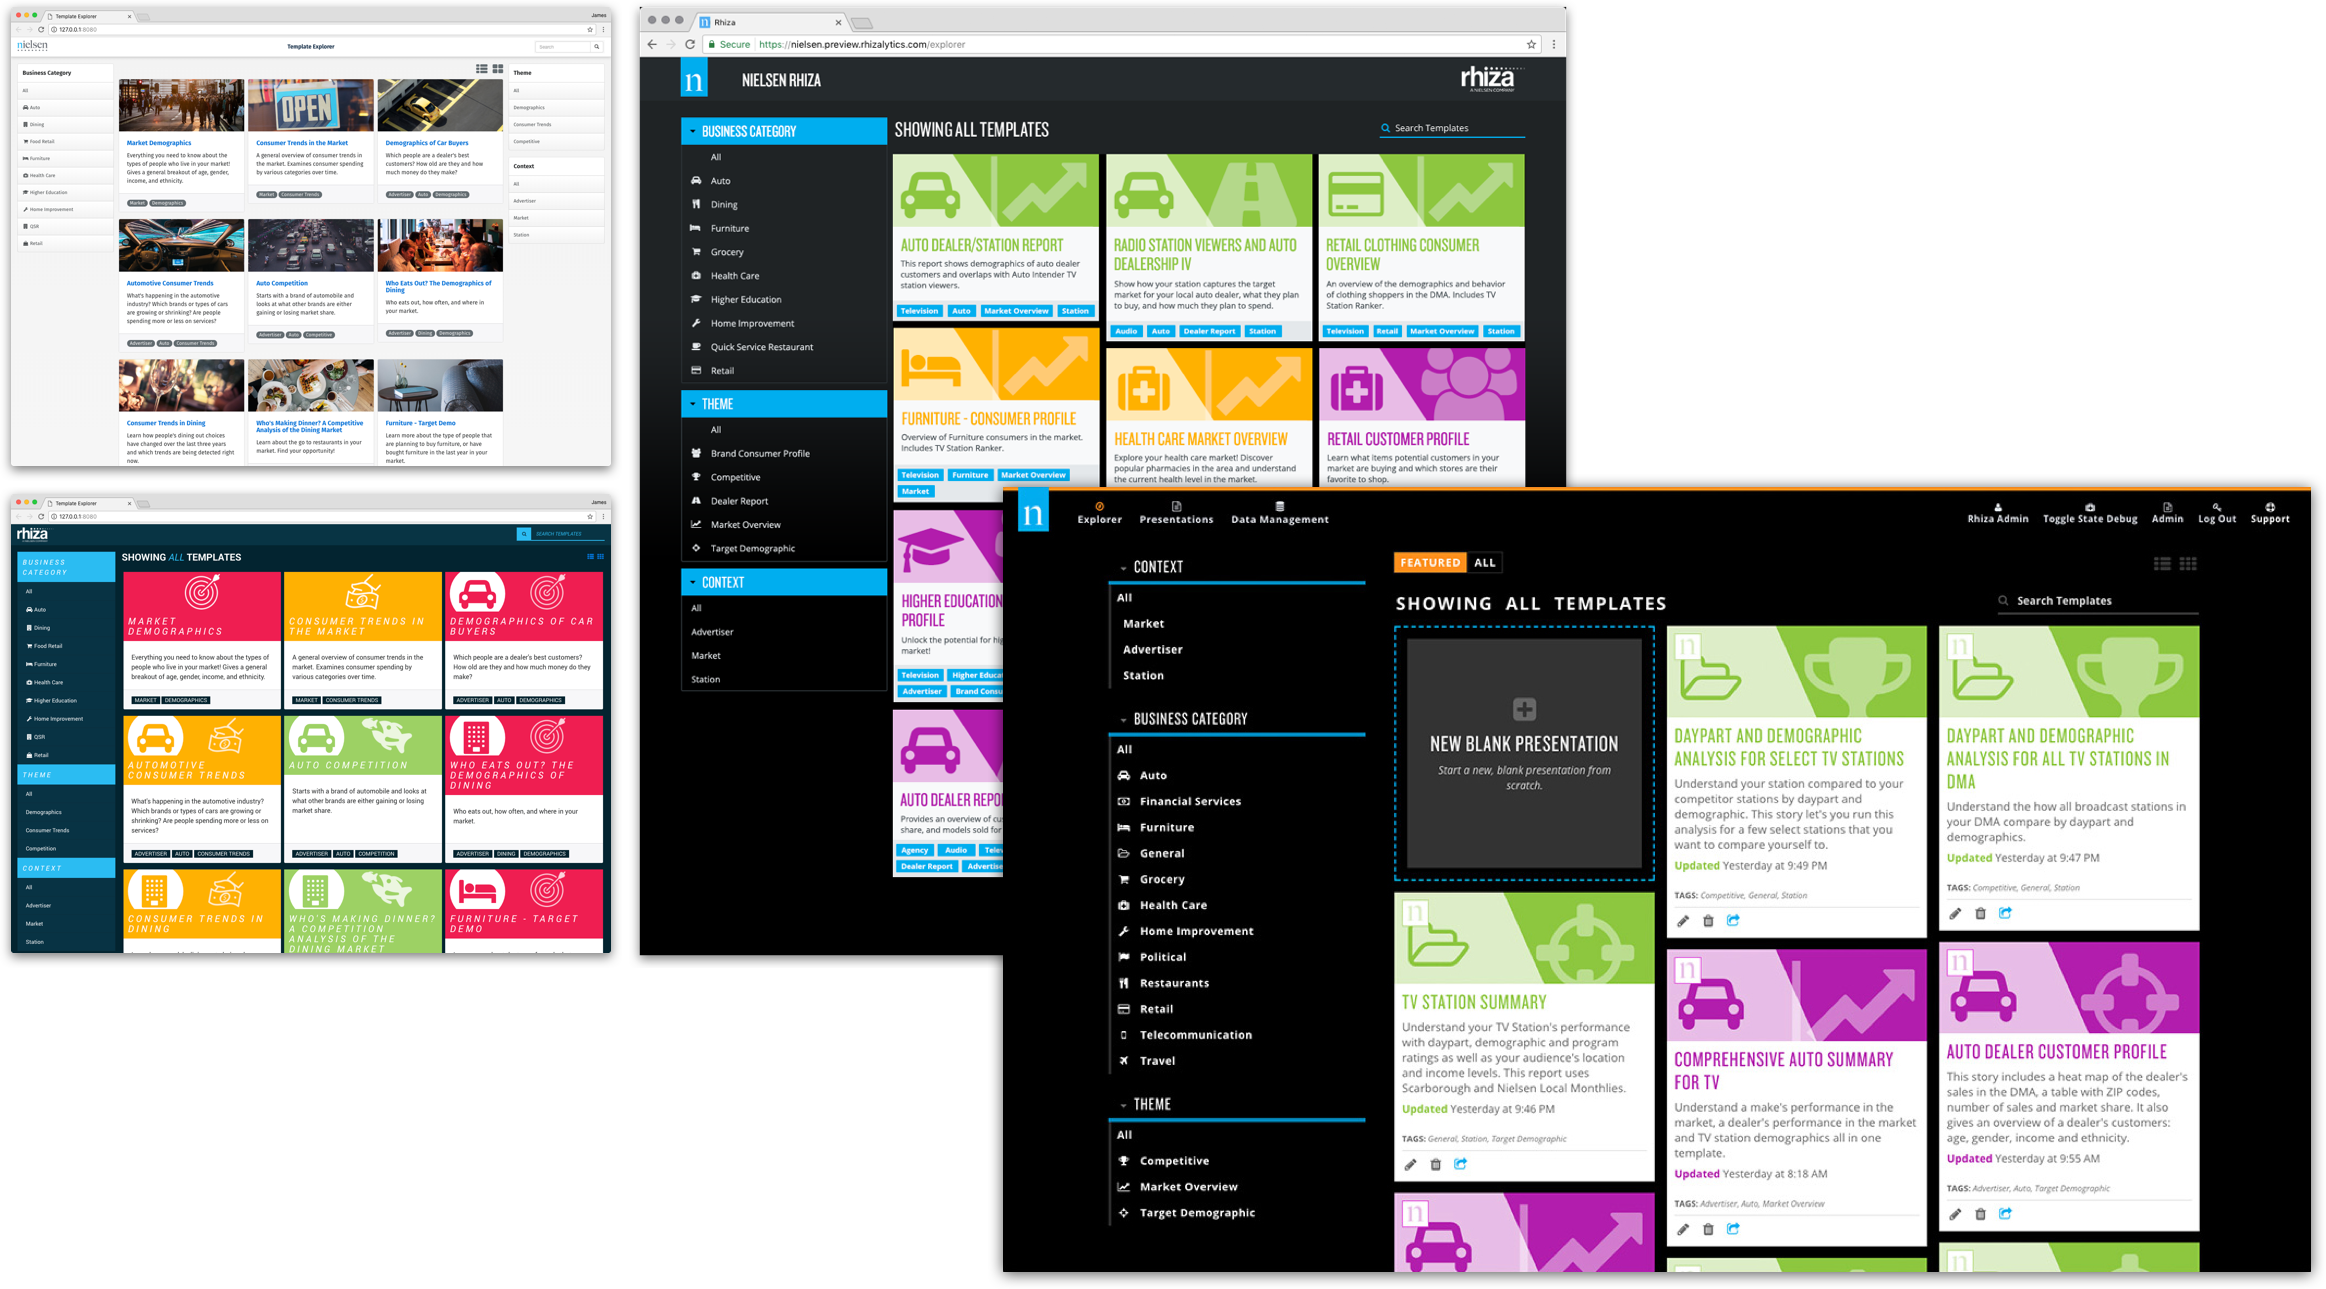 Template Explorer
James
127.0.0.1:8080
nielsen
Template Explorer
Search
Business Category
All
Auto
Dining
Food Retail
Furniture
Health Care
Higher Education
Home Improvement
QSR
Retail
OPEN
Market Demographics
Everything you need to know about the
types of people who live in your market!
Gives a general breakout of age, gender,
income, and ethnicity.
Market Demographics
Consumer Trends in the Market
A general overview of consumer trends in
the market. Examines consumer spending
by various categories over time.
Market Consumer Trends
Demographics of Car Buyers
Which people are a dealer's best
customers? How old are they and how
much money do they make?
Advertiser Auto Demographics
Automotive Consumer Trends
What's happening in the automotive
industry? Which brands or types of cars
are growing or shrinking? Are people
spending more or less on services?
Advertiser Auto Consumer Trends
Auto Competition
Starts with a brand of automobile and
looks at what other brands are either
gaining or losing market share.
Advertiser Auto Competitive
Who Eats Out? The Demographics of
Dining
Who eats out, how often, and where in
your market.
Advertiser Dining Demographics
Consumer Trends in Dining
Learn how people's dining out choices
have changed over the last three years
and which trends are being detected right
now.
Who's Making Dinner? A Competitive
Analysis of the Dining Market
Learn about the go to restaurants in your
market. Find your opportunity!
Furniture - Target Demo
Learn more about the type of people that
are planning to buy furniture, or have
bought furniture in the last year in your
market.
Theme
All
Demographics
Consumer Trends
Competitive
Context
All
Advertiser
Market
Station
Template Explorer
James
127.0.0.1:8080
rhiza
SEARCH TEMPLATES
BUSINESS
CATEGORY
All
Auto
Dining
Food Retail
Furniture
Health Care
Higher Education
Home Improvement
QSR
Retail
THEME
All
Demographics
Consumer Trends
Competition
CONTEXT
All
Advertiser
Market
Station
SHOWING ALL TEMPLATES
MARKET
DEMOGRAPHICS
Everything you need to know about the types of
people who live in your market! Gives a general
breakout of age, gender, income, and ethnicity.
MARKET DEMOGRAPHICS
CONSUMER TRENDS IN
THE MARKET
A general overview of consumer trends in the
market. Examines consumer spending by
various categories over time.
MARKET CONSUMER TRENDS
DEMOGRAPHICS OF CAR
BUYERS
Which people are a dealer's best customers?
How old are they and how much money do they
make?
ADVERTISER AUTO DEMOGRAPHICS
AUTOMOTIVE
CONSUMER TRENDS
What's happening in the automotive industry?
Which brands or types of cars are growing or
shrinking? Are people spending more or less on
services?
ADVERTISER AUTO CONSUMER TRENDS
AUTO COMPETITION
Starts with a brand of automobile and looks at
what other brands are either gaining or losing
market share.
ADVERTISER AUTO COMPETITION
WHO EATS OUT? THE
DEMOGRAPHICS OF
DINING
Who eats out, how often, and where in your
market.
ADVERTISER DINING DEMOGRAPHICS
CONSUMER TRENDS IN
DINING
WHO'S MAKING DINNER?
A COMPETITION
ANALYSIS OF THE
DINING MARKET
FURNITURE - TARGET
DEMO
Rhiza
Secure https://nielsen.preview.rhizalytics.com/explorer
n
NIELSEN RHIZA
rhiza
A NIELSEN COMPANY
BUSINESS CATEGORY
All
Auto
Dining
Furniture
Grocery
Health Care
Higher Education
Home Improvement
Quick Service Restaurant
Retail
THEME
All
Brand Consumer Profile
Competitive
Dealer Report
Market Overview
Target Demographic
CONTEXT
All
Advertiser
Market
Station
SHOWING ALL TEMPLATES
Search Templates
AUTO DEALER/STATION REPORT
This report shows demographics of auto dealer
customers and overlaps with Auto Intender TV
station viewers.
Television Auto Market Overview Station
RADIO STATION VIEWERS AND AUTO
DEALERSHIP IV
Show how your station captures the target
market for your local auto dealer, what they plan
to buy, and how much they plan to spend.
Audio Auto Dealer Report Station
RETAIL CLOTHING CONSUMER
OVERVIEW
An overview of the demographics and behavior
of clothing shoppers in the DMA. Includes TV
Station Ranker.
Television Retail Market Overview Station
FURNITURE - CONSUMER PROFILE
Overview of Furniture consumers in the market.
Includes TV Station Ranker.
Television Furniture Market Overview
Market
HEALTH CARE MARKET OVERVIEW
Explore your health care market! Discover
popular pharmacies in the area and understand
the current health level in the market.
RETAIL CUSTOMER PROFILE
Learn what items potential customers in your
market are buying and which stores are their
favorite to shop.
HIGHER EDUCATION
PROFILE
Unlock the potential for hig
market!
Television Higher Educa
Advertiser Brand Consu
AUTO DEALER REPO
Provides an overview of cu
share, and models sold for
Agency Audio Telev
Dealer Report Advertise
n
Explorer
Presentations
Data Management
Rhiza Admin
Toggle State Debug
Admin
Log Out
Support
CONTEXT
All
Market
Advertiser
Station
BUSINESS CATEGORY
All
Auto
Financial Services
Furniture
General
Grocery
Health Care
Home Improvement
Political
Restaurants
Retail
Telecommunication
Travel
THEME
All
Competitive
Market Overview
Target Demographic
FEATURED ALL
SHOWING ALL TEMPLATES
Search Templates
NEW BLANK PRESENTATION
Start a new, blank presentation from
scratch.
n
DAYPART AND DEMOGRAPHIC
ANALYSIS FOR SELECT TV STATIONS
Understand your station compared to your
competitor stations by daypart and
demographic. This story let's you run this
analysis for a few select stations that you
want to compare yourself to.
Updated Yesterday at 9:49 PM
TAGS: Competitive, General, Station
n
DAYPART AND DEMOGRAPHIC
ANALYSIS FOR ALL TV STATIONS IN
DMA
Understand the how all broadcast stations in
your DMA compare by daypart and
demographics.
Updated Yesterday at 9:47 PM
TAGS: Competitive, General, Station
n
TV STATION SUMMARY
Understand your TV Station's performance
with daypart, demographic and program
ratings as well as your audience's location
and income levels. This report uses
Scarborough and Nielsen Local Monthlies.
Updated Yesterday at 9:46 PM
TAGS: General, Station, Target Demographic
n
COMPREHENSIVE AUTO SUMMARY
FOR TV
Understand a make's performance in the
market, a dealer's performance in the market
and TV station demographics all in one
template.
Updated Yesterday at 8:18 AM
TAGS: Advertiser, Auto, Market Overview
n
AUTO DEALER CUSTOMER PROFILE
This story includes a heat map of the dealer's
sales in the DMA, a table with ZIP codes,
number of sales and market share. It also
gives an overview of a dealer's customers:
age, gender, income and ethnicity.
Updated Yesterday at 9:55 AM
TAGS: Advertiser, Auto, Target Demographic
n
n
n